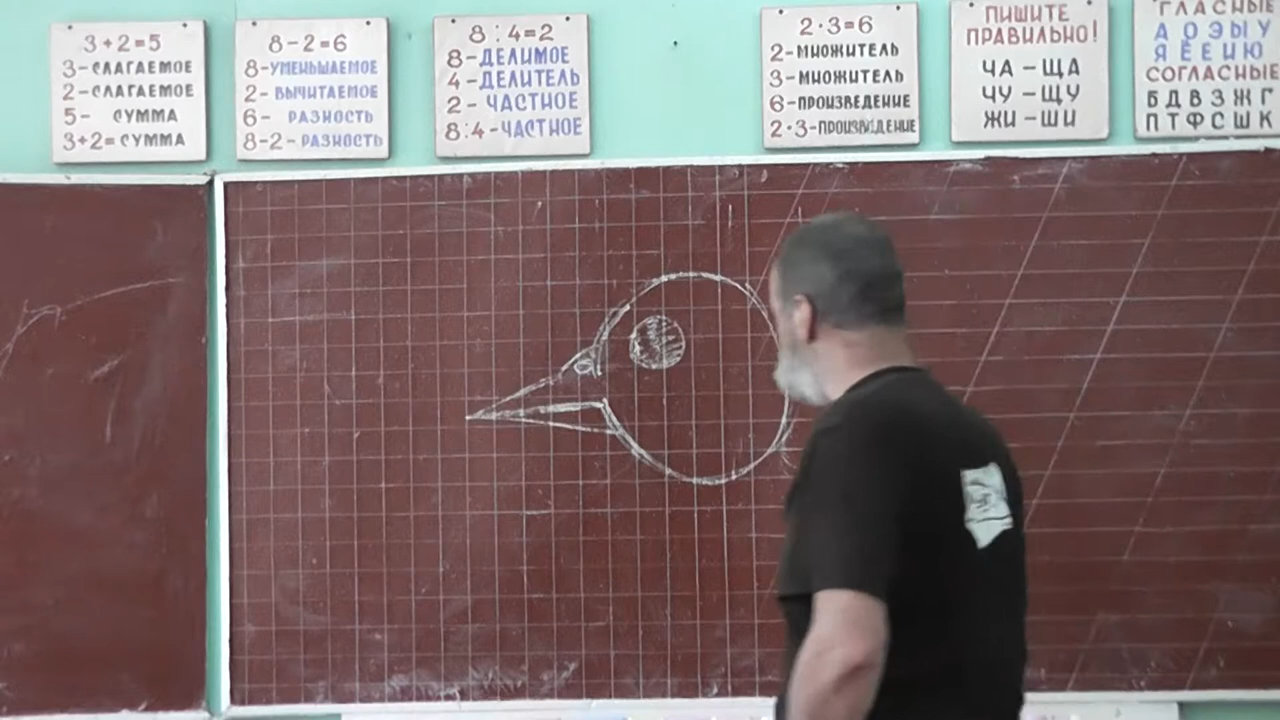 3+2=5
3-СЛАГАЕМОЕ
2-СЛАГАЕМОЕ
5- СУММА
3+2=СУММА
8-2=6
8-УМЕНЬШАЕМОЕ
2-ВЫЧИТАЕМОЕ
6- РАЗНОСТЬ
8-2-РАЗНОСТЬ
8:4=2
8-ДЕЛИМОЕ
4-ДЕЛИТЕЛЬ
2-ЧАСТНОЕ
8:4-ЧАСТНОЕ
2·3=6
2-МНОЖИТЕЛЬ
3-МНОЖИТЕЛЬ
6-ПРОИЗВЕДЕНИЕ
2·3-ПРОИЗВЕДЕНИЕ
ПИШИТЕ
ПРАВИЛЬНО!
ЧА-ЩА
ЧУ-ЩУ
ЖИ-ШИ
ГЛАСНЫЕ
А О Э Ы У
Я Ё Е И Ю
СОГЛАСНЫЕ
Б Д В З Ж Г
П Т Ф С Ш К